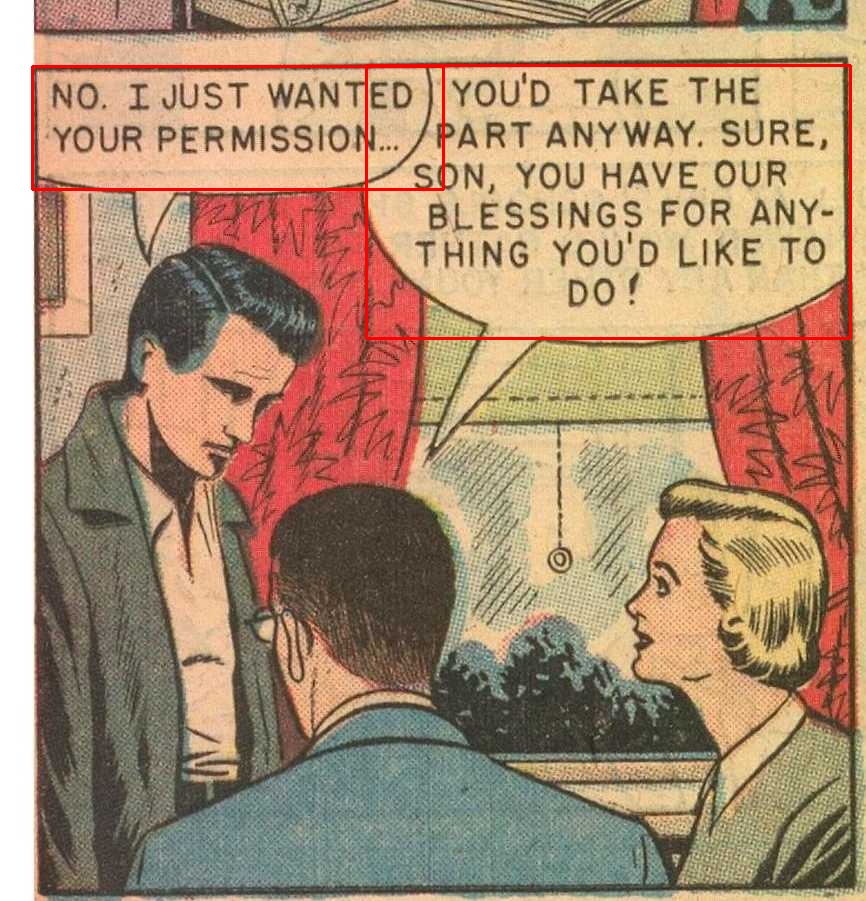 NO. I JUST WANTED
YOUR PERMISSION...
YOU'D TAKE THE
PART ANYWAY. SURE,
SON, YOU HAVE OUR
BLESSINGS FOR ANY-
THING YOU'D LIKE TO
DO!